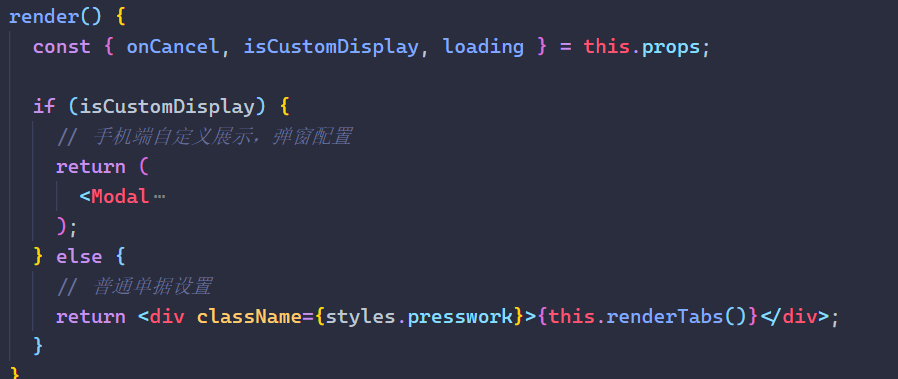 render() {
const { onCancel, isCustomDisplay, loading } = this.props;
if (isCustomDisplay) {
// 手机端自定义展示，弹窗配置
return (
<Modal ⋯
);
} else {
// 普通单据设置
return <div className={styles.presswork}>{this.renderTabs()}</div>;
}
}